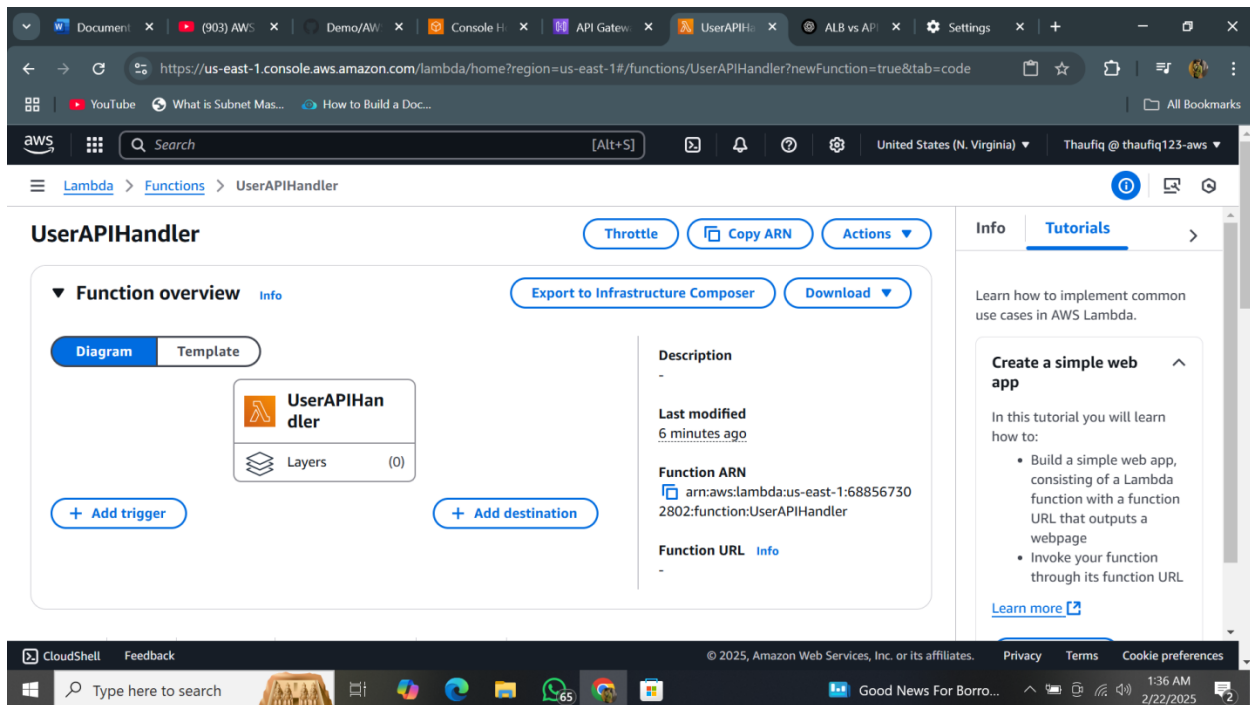 Document
(903) AWS
Demo/AW
Console H
API Gatew
UserAPIHa
ALB vs API
Settings
https://us-east-1.console.aws.amazon.com/lambda/home?region=us-east-1#/functions/UserAPIHandler?newFunction=true&tab=code
YouTube What is Subnet Mas... How to Build a Doc... All Bookmarks
aws Search [Alt+S] United States (N. Virginia) Thaufiq @ thaufiq123-aws
Lambda > Functions > UserAPIHandler
UserAPIHandler Throttle Copy ARN Actions
Function overview Info Export to Infrastructure Composer Download
Diagram Template
UserAPIHan
dler
Layers (0)
+ Add trigger + Add destination
Description
-
Last modified
6 minutes ago
Function ARN
arn:aws:lambda:us-east-1:68856730
2802:function:UserAPIHandler
Function URL Info
-
Info Tutorials
Learn how to implement common
use cases in AWS Lambda.
Create a simple web
app
In this tutorial you will learn
how to:
• Build a simple web app,
consisting of a Lambda
function with a function
URL that outputs a
webpage
• Invoke your function
through its function URL
Learn more
CloudShell Feedback © 2025, Amazon Web Services, Inc. or its affiliates. Privacy Terms Cookie preferences
Type here to search 65 Good News For Borro... 1:36 AM
2/22/2025 2